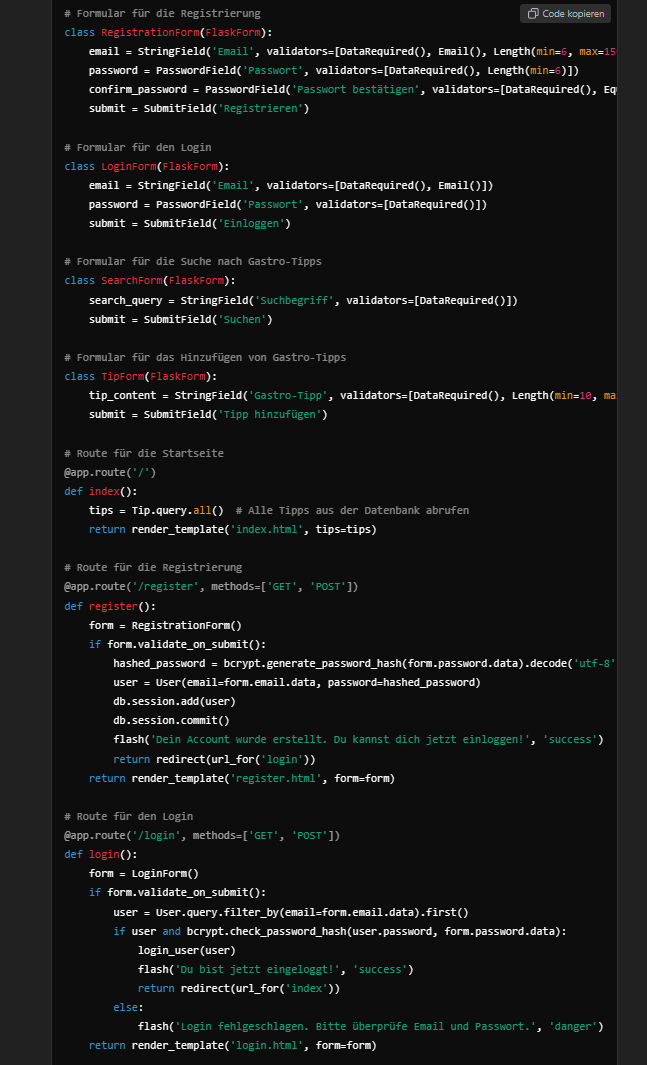 # Formular für die Registrierung
Code kopieren
class RegistrationForm(FlaskForm):
    email = StringField('Email', validators=[DataRequired(), Email(), Length(min=6, max=15
    password = PasswordField('Passwort', validators=[DataRequired(), Length(min=6)])
    confirm_password = PasswordField('Passwort bestätigen', validators=[DataRequired(), Equ
    submit = SubmitField('Registrieren')

# Formular für den Login
class LoginForm(FlaskForm):
    email = StringField('Email', validators=[DataRequired(), Email()])
    password = PasswordField('Passwort', validators=[DataRequired()])
    submit = SubmitField('Einloggen')

# Formular für die Suche nach Gastro-Tipps
class SearchForm(FlaskForm):
    search_query = StringField('Suchbegriff', validators=[DataRequired()])
    submit = SubmitField('Suchen')

# Formular für das Hinzufügen von Gastro-Tipps
class TipForm(FlaskForm):
    tip_content = StringField('Gastro-Tipp', validators=[DataRequired(), Length(min=10, ma
    submit = SubmitField('Tipp hinzufügen')

# Route für die Startseite
@app.route('/')
def index():
    tips = Tip.query.all()  # Alle Tipps aus der Datenbank abrufen
    return render_template('index.html', tips=tips)

# Route für die Registrierung
@app.route('/register', methods=['GET', 'POST'])
def register():
    form = RegistrationForm()
    if form.validate_on_submit():
        hashed_password = bcrypt.generate_password_hash(form.password.data).decode('utf-8'
        user = User(email=form.email.data, password=hashed_password)
        db.session.add(user)
        db.session.commit()
        flash('Dein Account wurde erstellt. Du kannst dich jetzt einloggen!', 'success')
        return redirect(url_for('login'))
    return render_template('register.html', form=form)

# Route für den Login
@app.route('/login', methods=['GET', 'POST'])
def login():
    form = LoginForm()
    if form.validate_on_submit():
        user = User.query.filter_by(email=form.email.data).first()
        if user and bcrypt.check_password_hash(user.password, form.password.data):
            login_user(user)
            flash('Du bist jetzt eingeloggt!', 'success')
            return redirect(url_for('index'))
        else:
            flash('Login fehlgeschlagen. Bitte überprüfe Email und Passwort.', 'danger')
    return render_template('login.html', form=form)